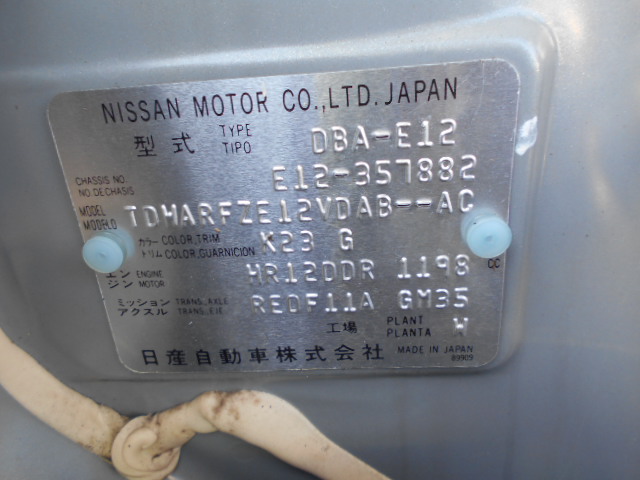 NISSAN MOTOR CO.,LTD. JAPAN
型式 TYPE TIPO DBA-E12
CHASSIS NO. NO.DE CHASIS E12-357882
MODEL MODELO TDHARFZE12VDAB--AC
カラー COLOR,TRIM トリム COLOR,GUARNICION K23 G
エンジン ENGINE MOTOR HR12DDR 1198 CC
ミッション TRANS,AXLE アクスル TRANS,EJE RE0F11A GM35
工場 PLANT PLANTA W
日産自動車株式会社 MADE IN JAPAN
89909